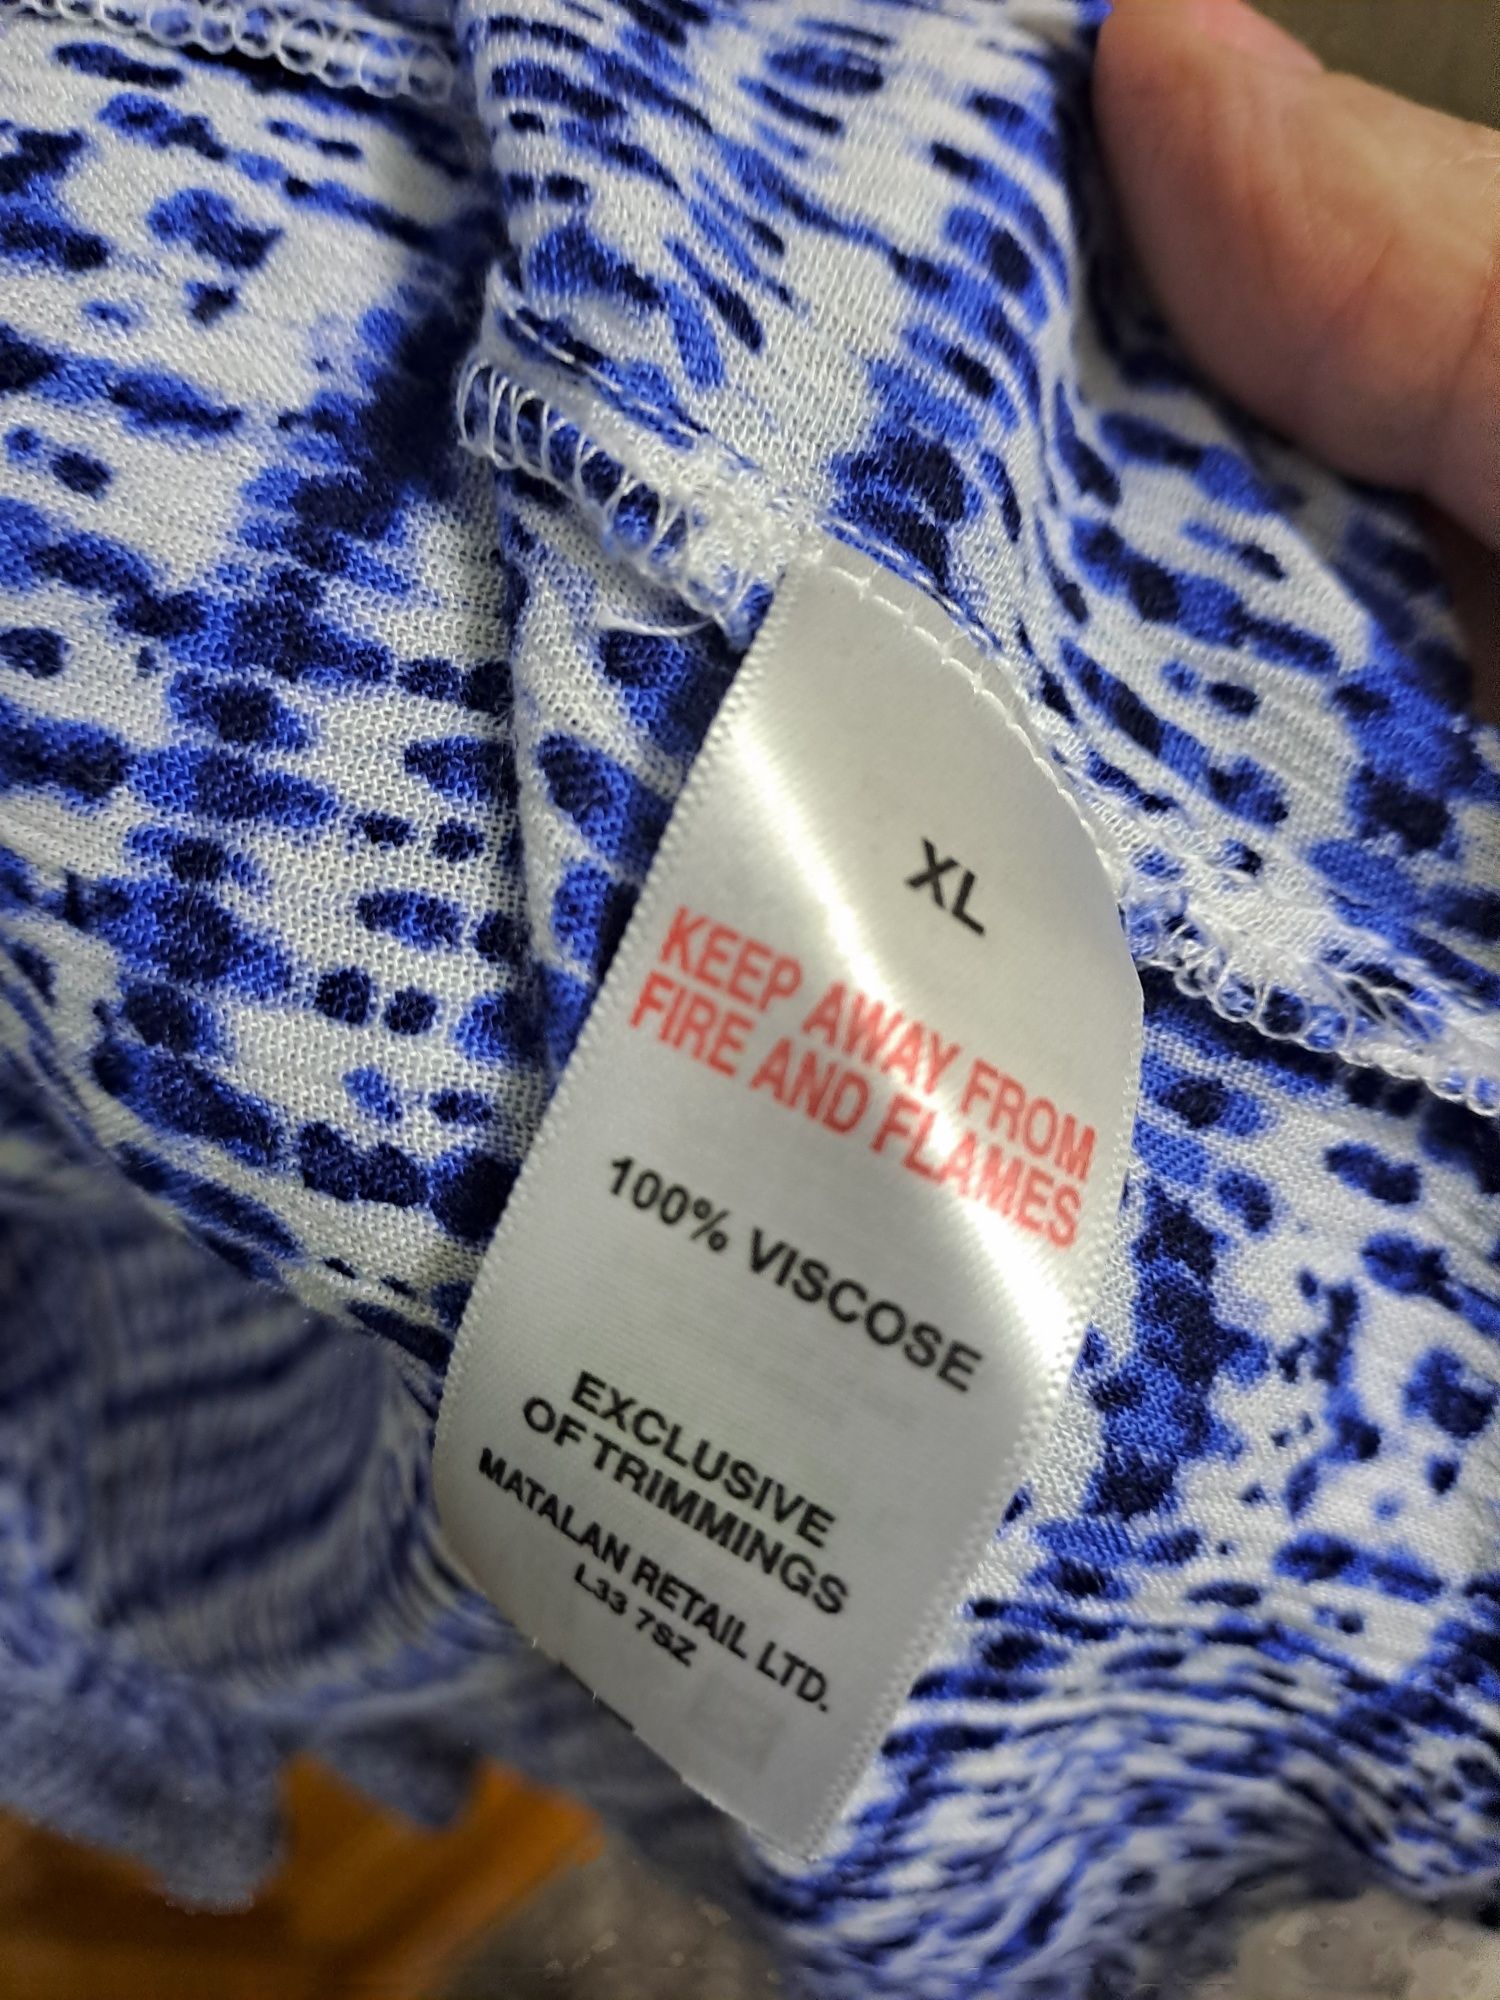 XL
KEEP AWAY FROM
FIRE AND FLAMES
100% VISCOSE
EXCLUSIVE
OF TRIMMINGS
MATALAN RETAIL LTD.
L33 7SZ